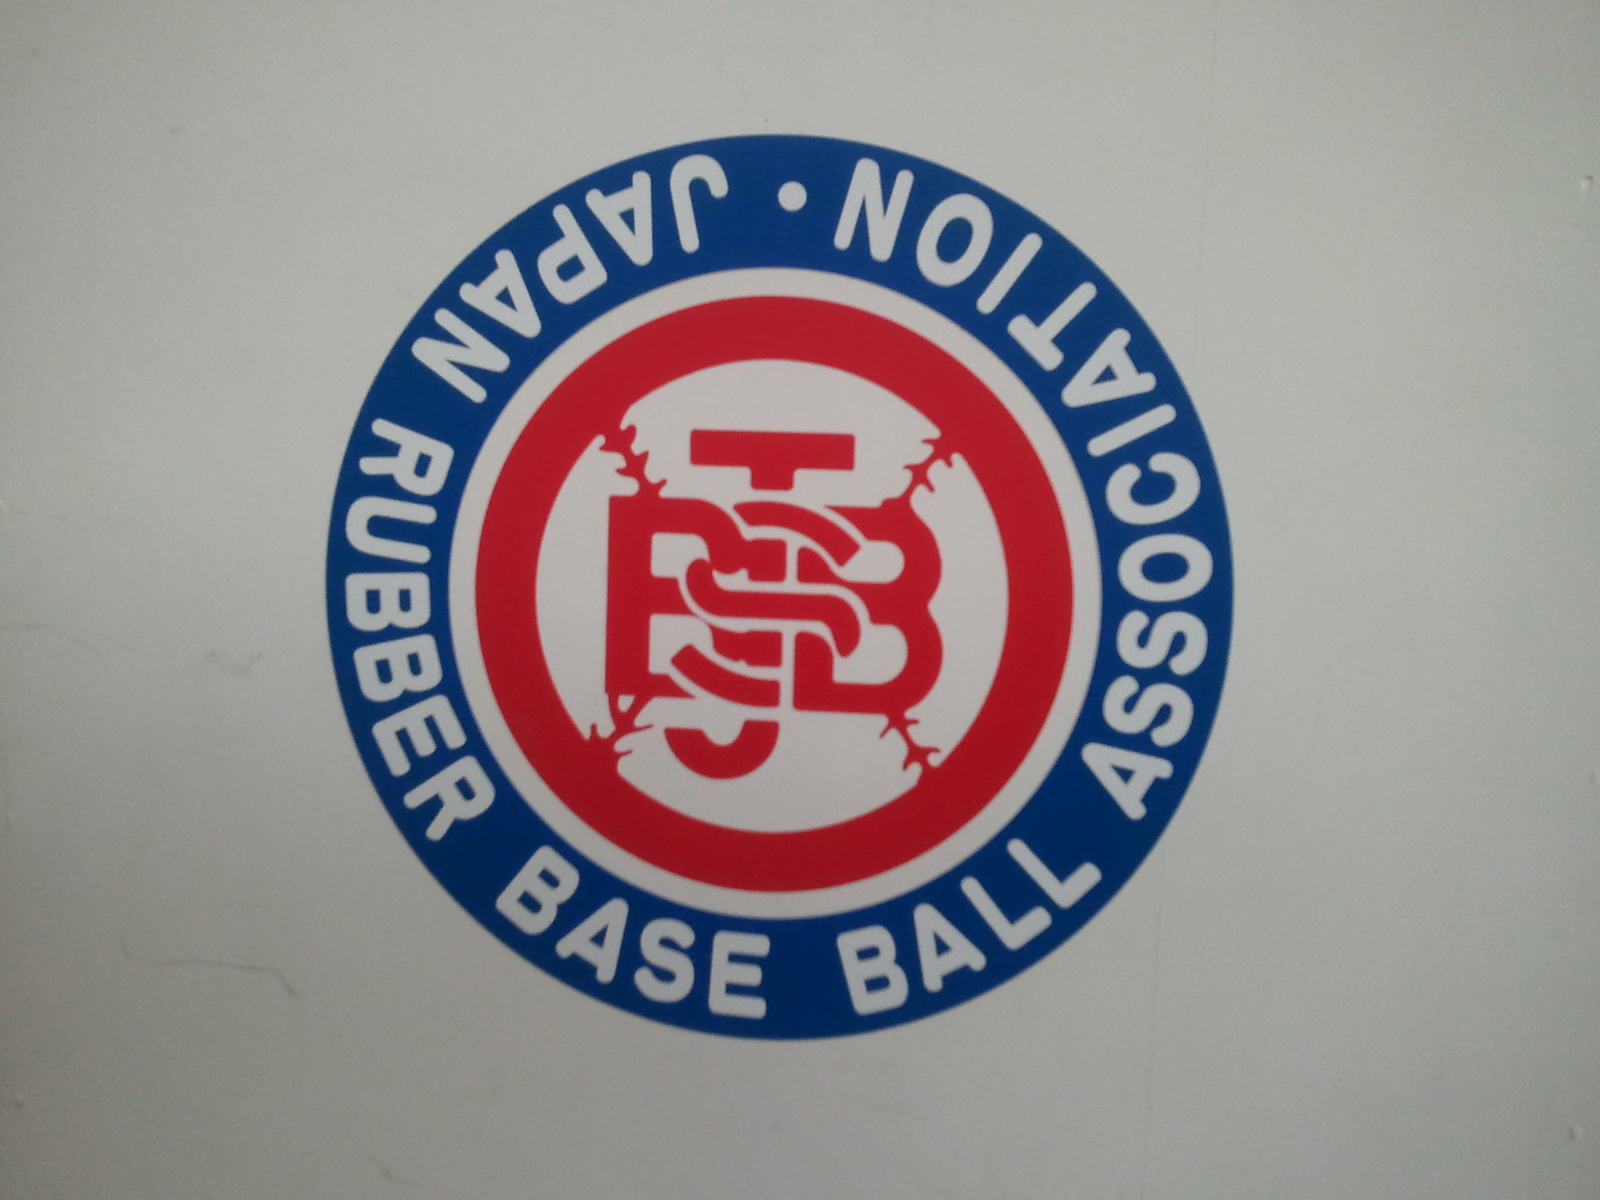 JAPAN RUBBER BASE BALL ASSOCIATION •